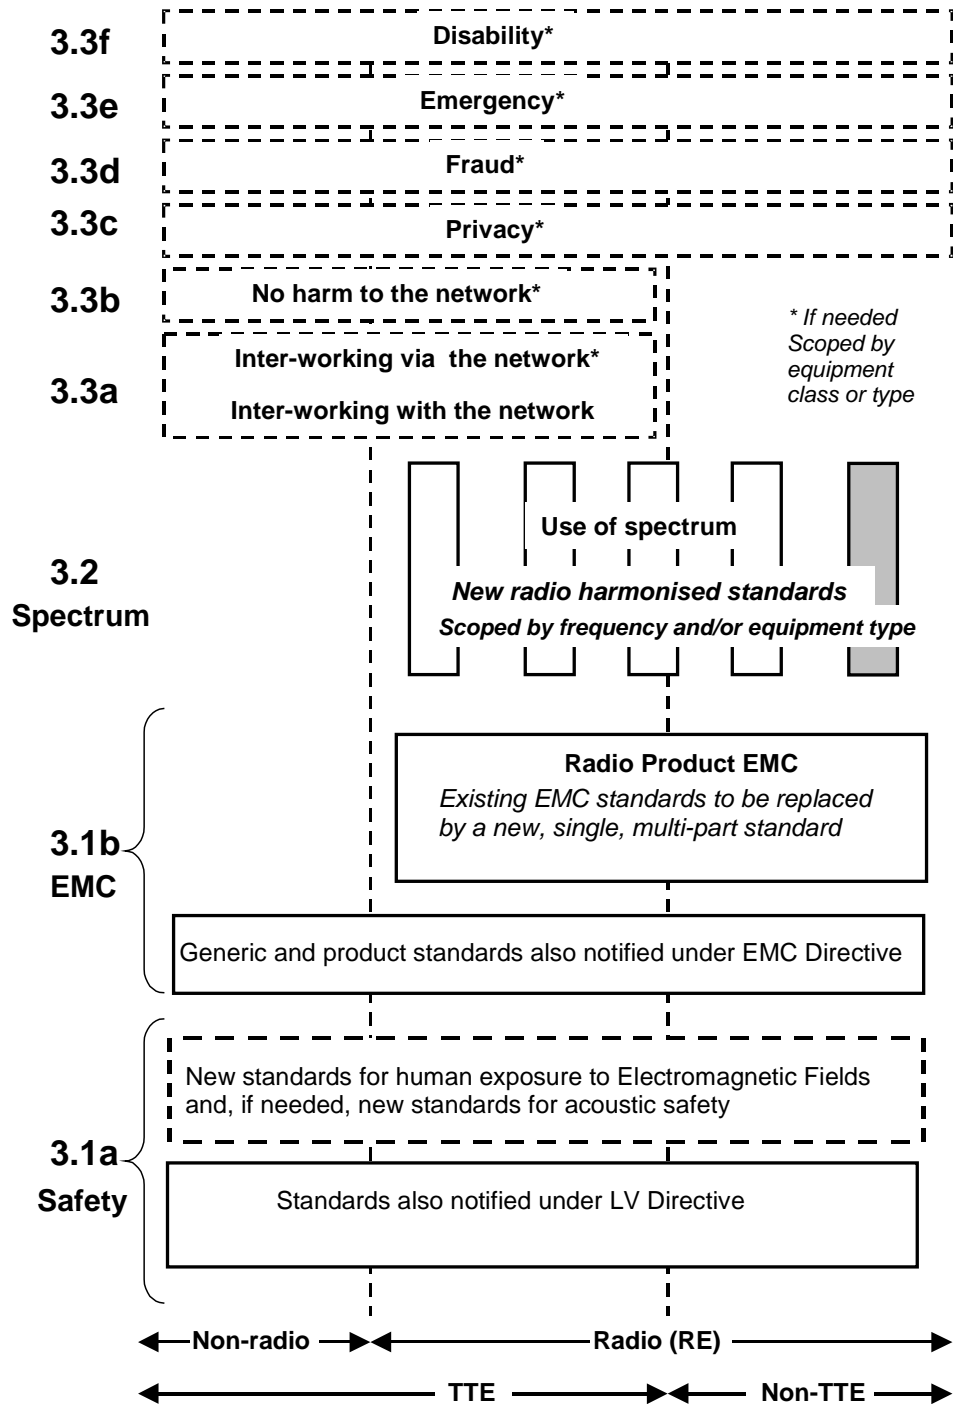 3.3f
Disability*
3.3e
Emergency*
3.3d
Fraud*
3.3c
Privacy*
3.3b
No harm to the network*
* If needed
Scoped by
equipment
class or type
3.3a
Inter-working via the network*
Inter-working with the network
3.2
Spectrum
Use of spectrum
New radio harmonised standards
Scoped by frequency and/or equipment type
3.1b
EMC
Radio Product EMC
Existing EMC standards to be replaced
by a new, single, multi-part standard
Generic and product standards also notified under EMC Directive
3.1a
Safety
New standards for human exposure to Electromagnetic Fields
and, if needed, new standards for acoustic safety
Standards also notified under LV Directive
Non-radio
Radio (RE)
TTE
Non-TTE